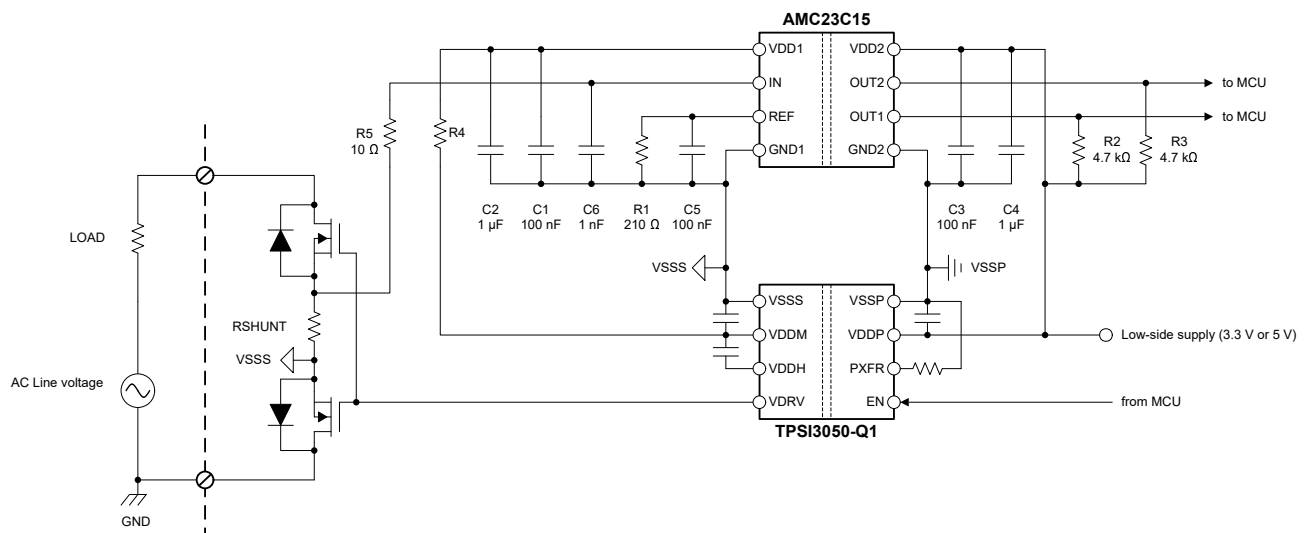 AMC23C15
VDD1
VDD2
IN
OUT2
to MCU
REF
OUT1
to MCU
GND1
GND2
R5
10 Ω
R4
R2
4.7 kΩ
R3
4.7 kΩ
C2
1 µF
C1
100 nF
C6
1 nF
R1
210 Ω
C5
100 nF
C3
100 nF
C4
1 µF
LOAD
VSSS
VSSP
RSHUNT
VSSS
AC Line voltage
GND
VSSS
VSSP
VDDM
VDDP
Low-side supply (3.3 V or 5 V)
VDDH
PXFR
VDRV
EN
from MCU
TPSI3050-Q1